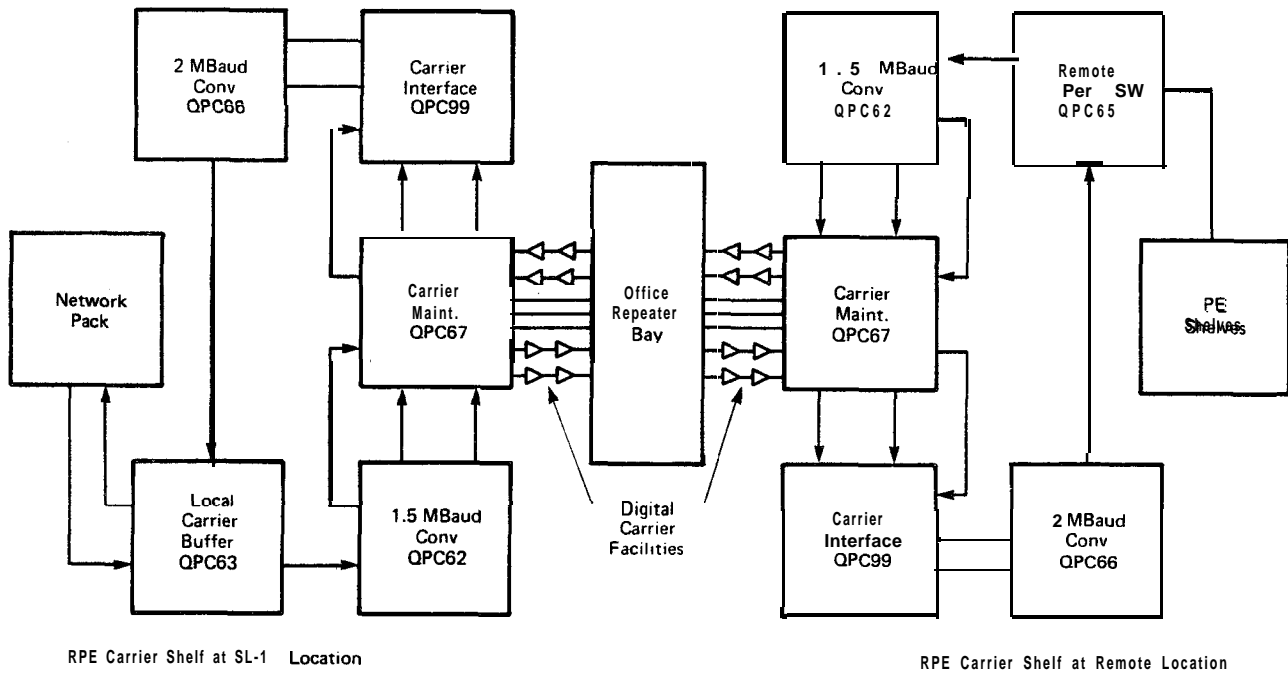 2 MBaud
Conv
QPC66
Carrier
Interface
QPC99
1.5 MBaud
Conv
QPC62
Remote
Per SW
QPC65
Network
Pack
Carrier
Maint.
QPC67
Office
Repeater
Bay
Carrier
Maint.
QPC67
PE
Shelves
Local
Carrier
Buffer
QPC63
1.5 MBaud
Conv
QPC62
Digital
Carrier
Facilities
Carrier
Interface
QPC99
2 MBaud
Conv
QPC66
RPE Carrier Shelf at SL-1 Location
RPE Carrier Shelf at Remote Location